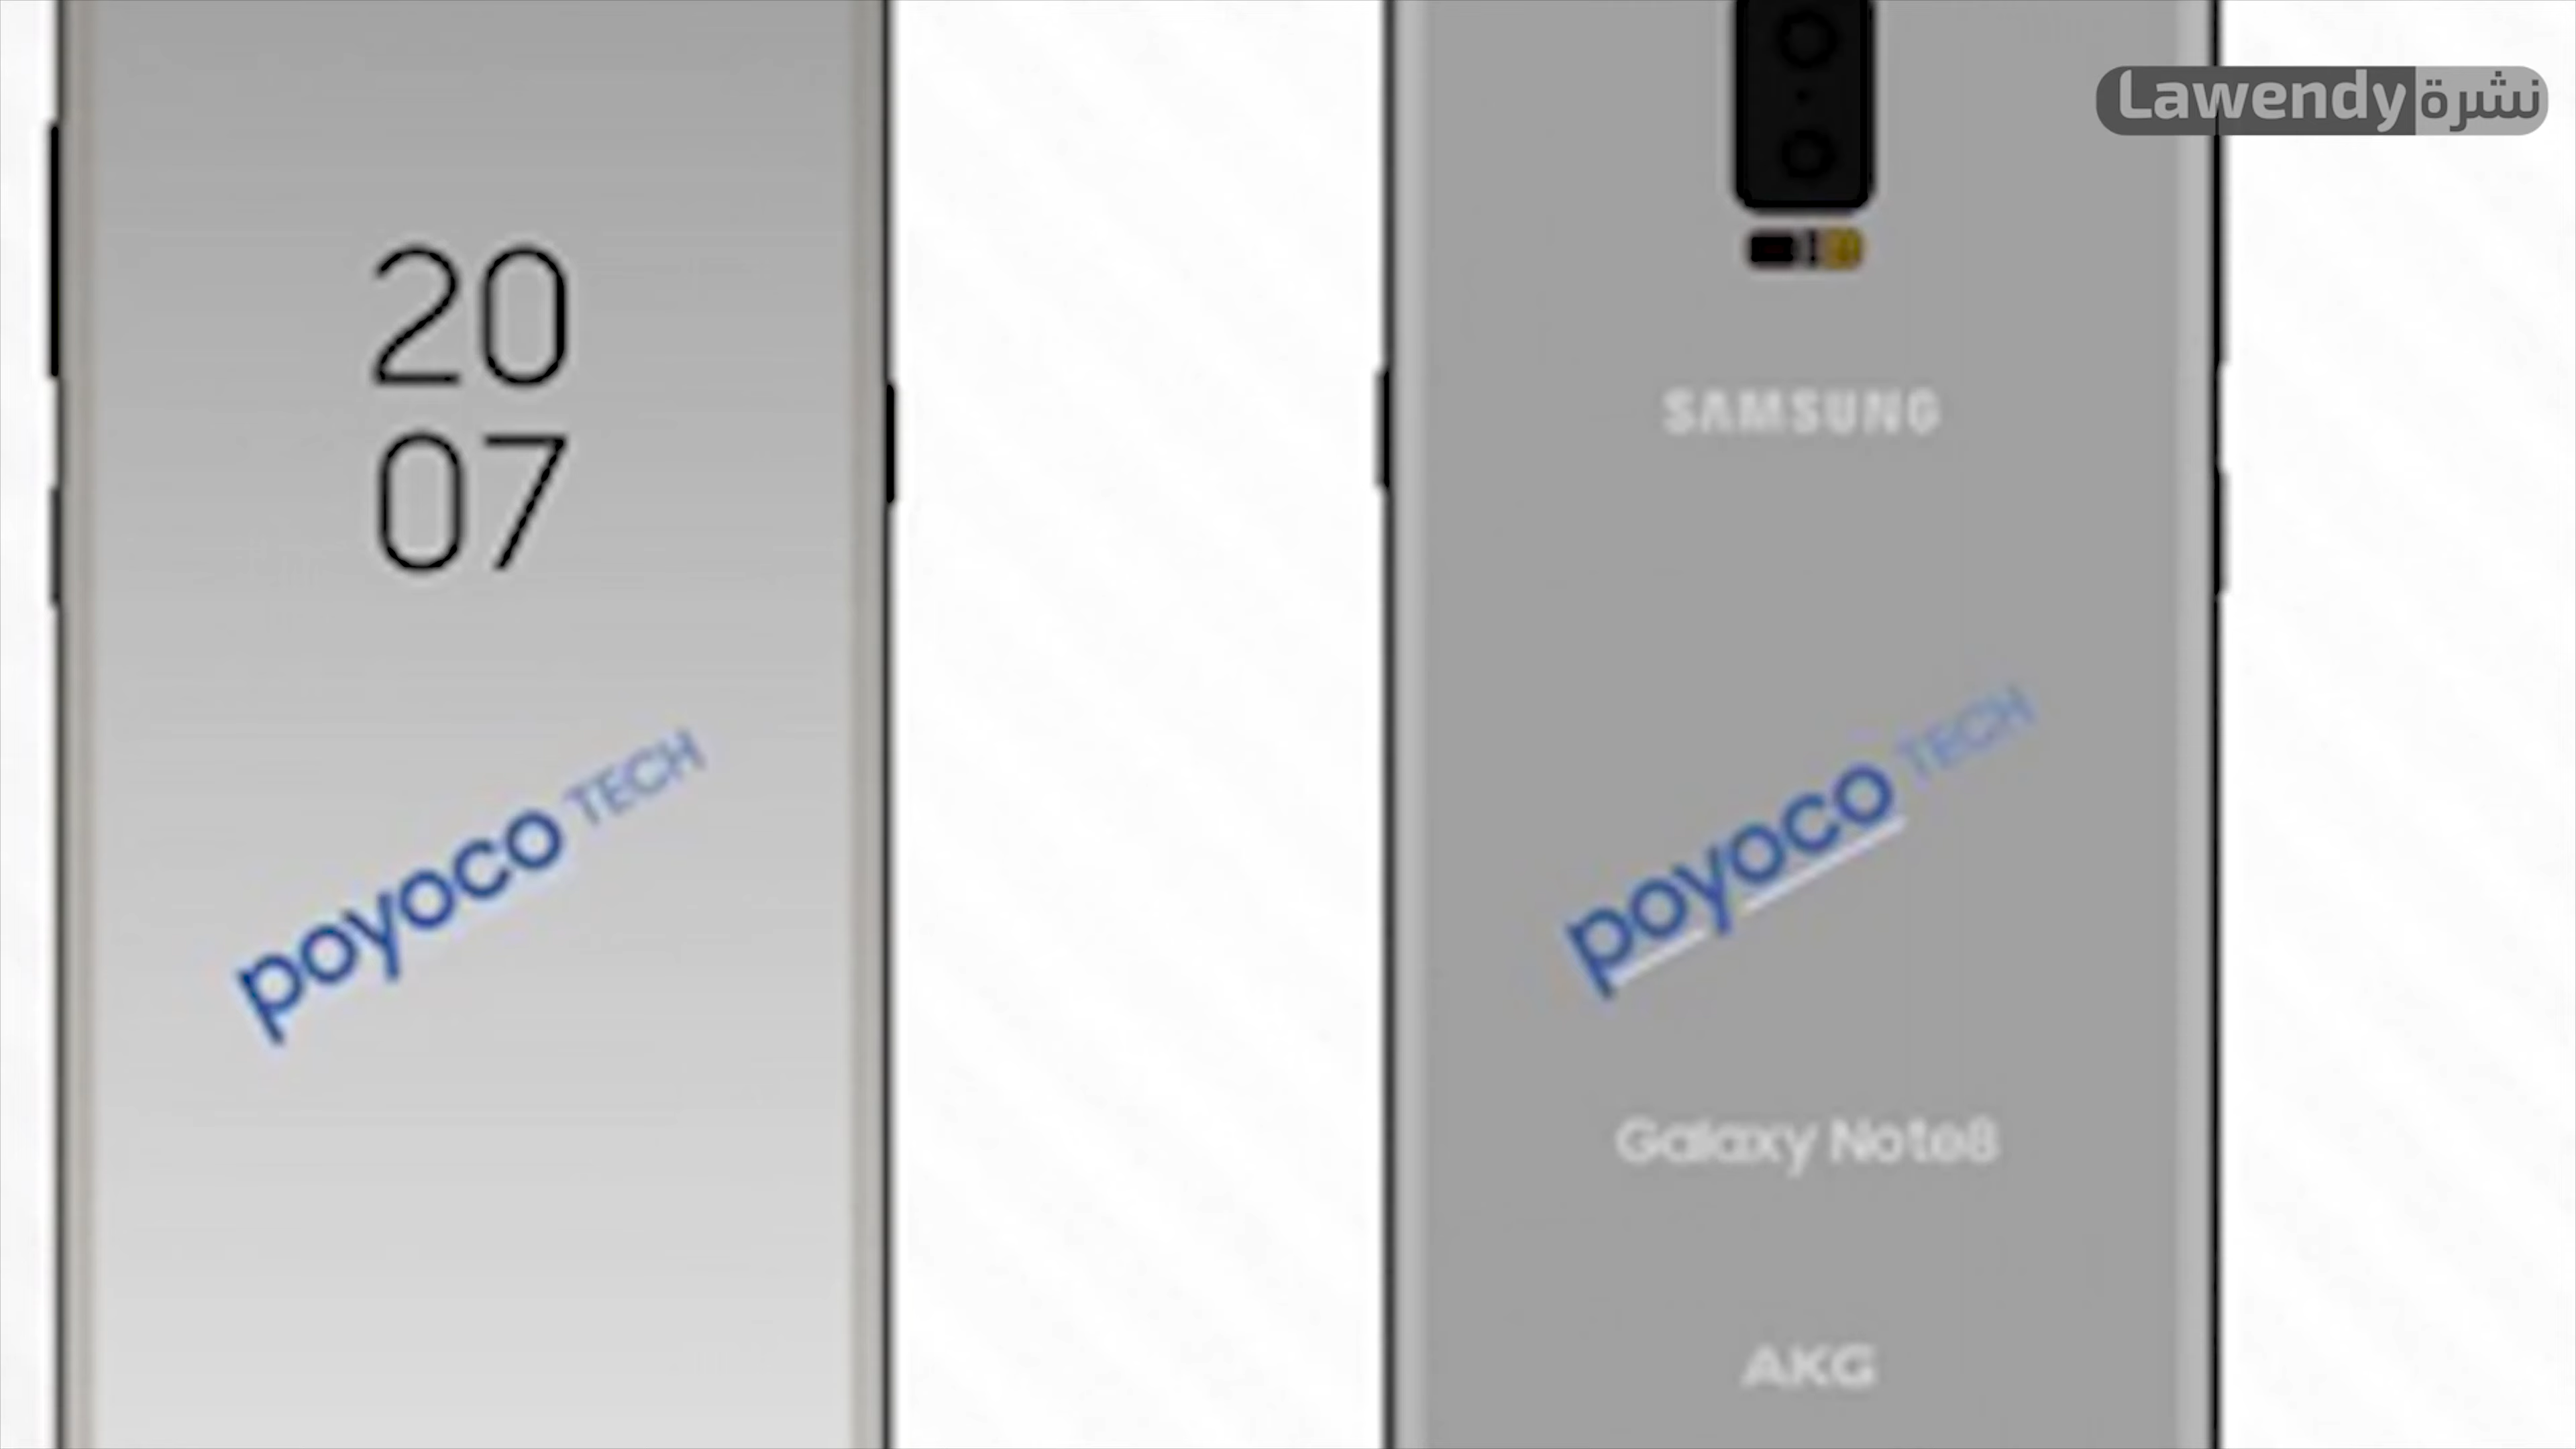 Lawendy نشرة
20
07
poyoco TECH
SAMSUNG
poyoco TECH
Galaxy Note8
AKG